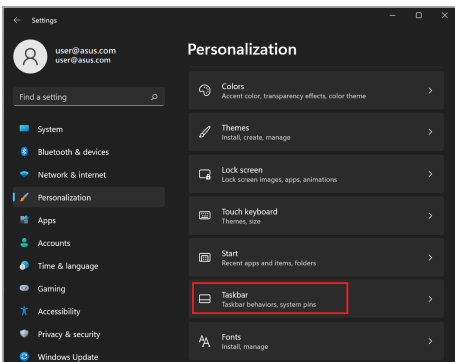 Settings
user@asus.com
user@asus.com
Find a setting
System
Bluetooth & devices
Network & internet
Personalization
Apps
Accounts
Time & language
Gaming
Accessibility
Privacy & security
Windows Update
Personalization
Colors
Accent color, transparency effects, color theme
Themes
Install, create, manage
Lock screen
Lock screen images, apps, animations
Touch keyboard
Themes, size
Start
Recent apps and items, folders
Taskbar
Taskbar behaviors, system pins
Fonts
Install, manage